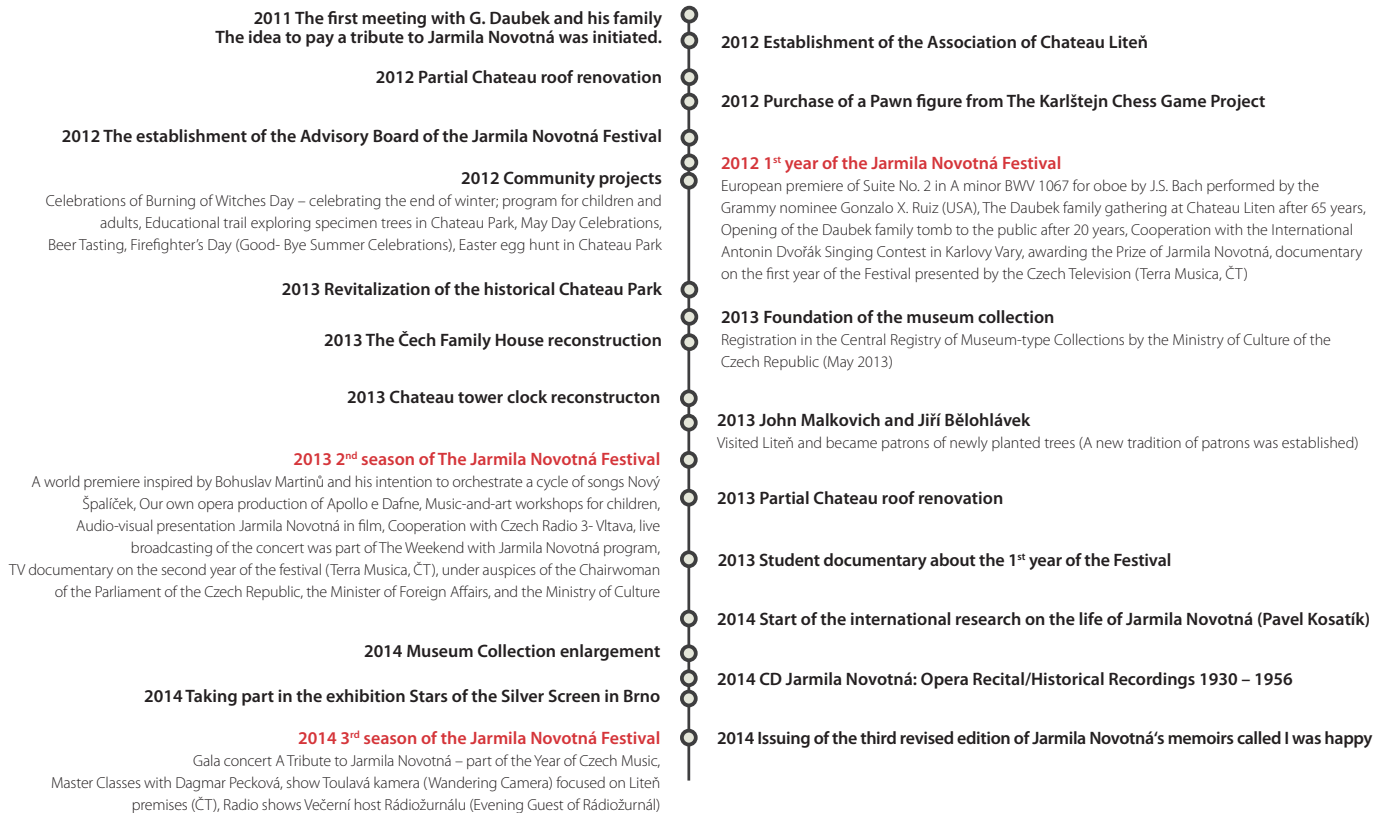 2011 The first meeting with G. Daubek and his family
The idea to pay a tribute to Jarmila Novotná was initiated.
2012 Establishment of the Association of Chateau Liteň
2012 Partial Chateau roof renovation
2012 Purchase of a Pawn figure from The Karlštejn Chess Game Project
2012 The establishment of the Advisory Board of the Jarmila Novotná Festival
2012 1st year of the Jarmila Novotná Festival
European premiere of Suite No. 2 in A minor BWV 1067 for oboe by J.S. Bach performed by the
Grammy nominee Gonzalo X. Ruiz (USA), The Daubek family gathering at Chateau Liten after 65 years,
Opening of the Daubek family tomb to the public after 20 years, Cooperation with the International
Antonin Dvořák Singing Contest in Karlovy Vary, awarding the Prize of Jarmila Novotná, documentary
on the first year of the Festival presented by the Czech Television (Terra Musica, ČT)
2012 Community projects
Celebrations of Burning of Witches Day – celebrating the end of winter; program for children and
adults, Educational trail exploring specimen trees in Chateau Park, May Day Celebrations,
Beer Tasting, Firefighter's Day (Good- Bye Summer Celebrations), Easter egg hunt in Chateau Park
2013 Revitalization of the historical Chateau Park
2013 Foundation of the museum collection
Registration in the Central Registry of Museum-type Collections by the Ministry of Culture of the
Czech Republic (May 2013)
2013 The Čech Family House reconstruction
2013 Chateau tower clock reconstructon
2013 John Malkovich and Jiří Bělohlávek
Visited Liteň and became patrons of newly planted trees (A new tradition of patrons was established)
2013 2nd season of The Jarmila Novotná Festival
A world premiere inspired by Bohuslav Martinů and his intention to orchestrate a cycle of songs Nový
Špalíček, Our own opera production of Apollo e Dafne, Music-and-art workshops for children,
Audio-visual presentation Jarmila Novotná in film, Cooperation with Czech Radio 3- Vltava, live
broadcasting of the concert was part of The Weekend with Jarmila Novotná program,
TV documentary on the second year of the festival (Terra Musica, ČT), under auspices of the Chairwoman
of the Parliament of the Czech Republic, the Minister of Foreign Affairs, and the Ministry of Culture
2013 Partial Chateau roof renovation
2013 Student documentary about the 1st year of the Festival
2014 Start of the international research on the life of Jarmila Novotná (Pavel Kosatík)
2014 Museum Collection enlargement
2014 CD Jarmila Novotná: Opera Recital/Historical Recordings 1930 – 1956
2014 Taking part in the exhibition Stars of the Silver Screen in Brno
2014 3rd season of the Jarmila Novotná Festival
Gala concert A Tribute to Jarmila Novotná – part of the Year of Czech Music,
Master Classes with Dagmar Pecková, show Toulavá kamera (Wandering Camera) focused on Liteň
premises (ČT), Radio shows Večerní host Rádiožurnálu (Evening Guest of Rádiožurnál)
2014 Issuing of the third revised edition of Jarmila Novotná‘s memoirs called I was happy